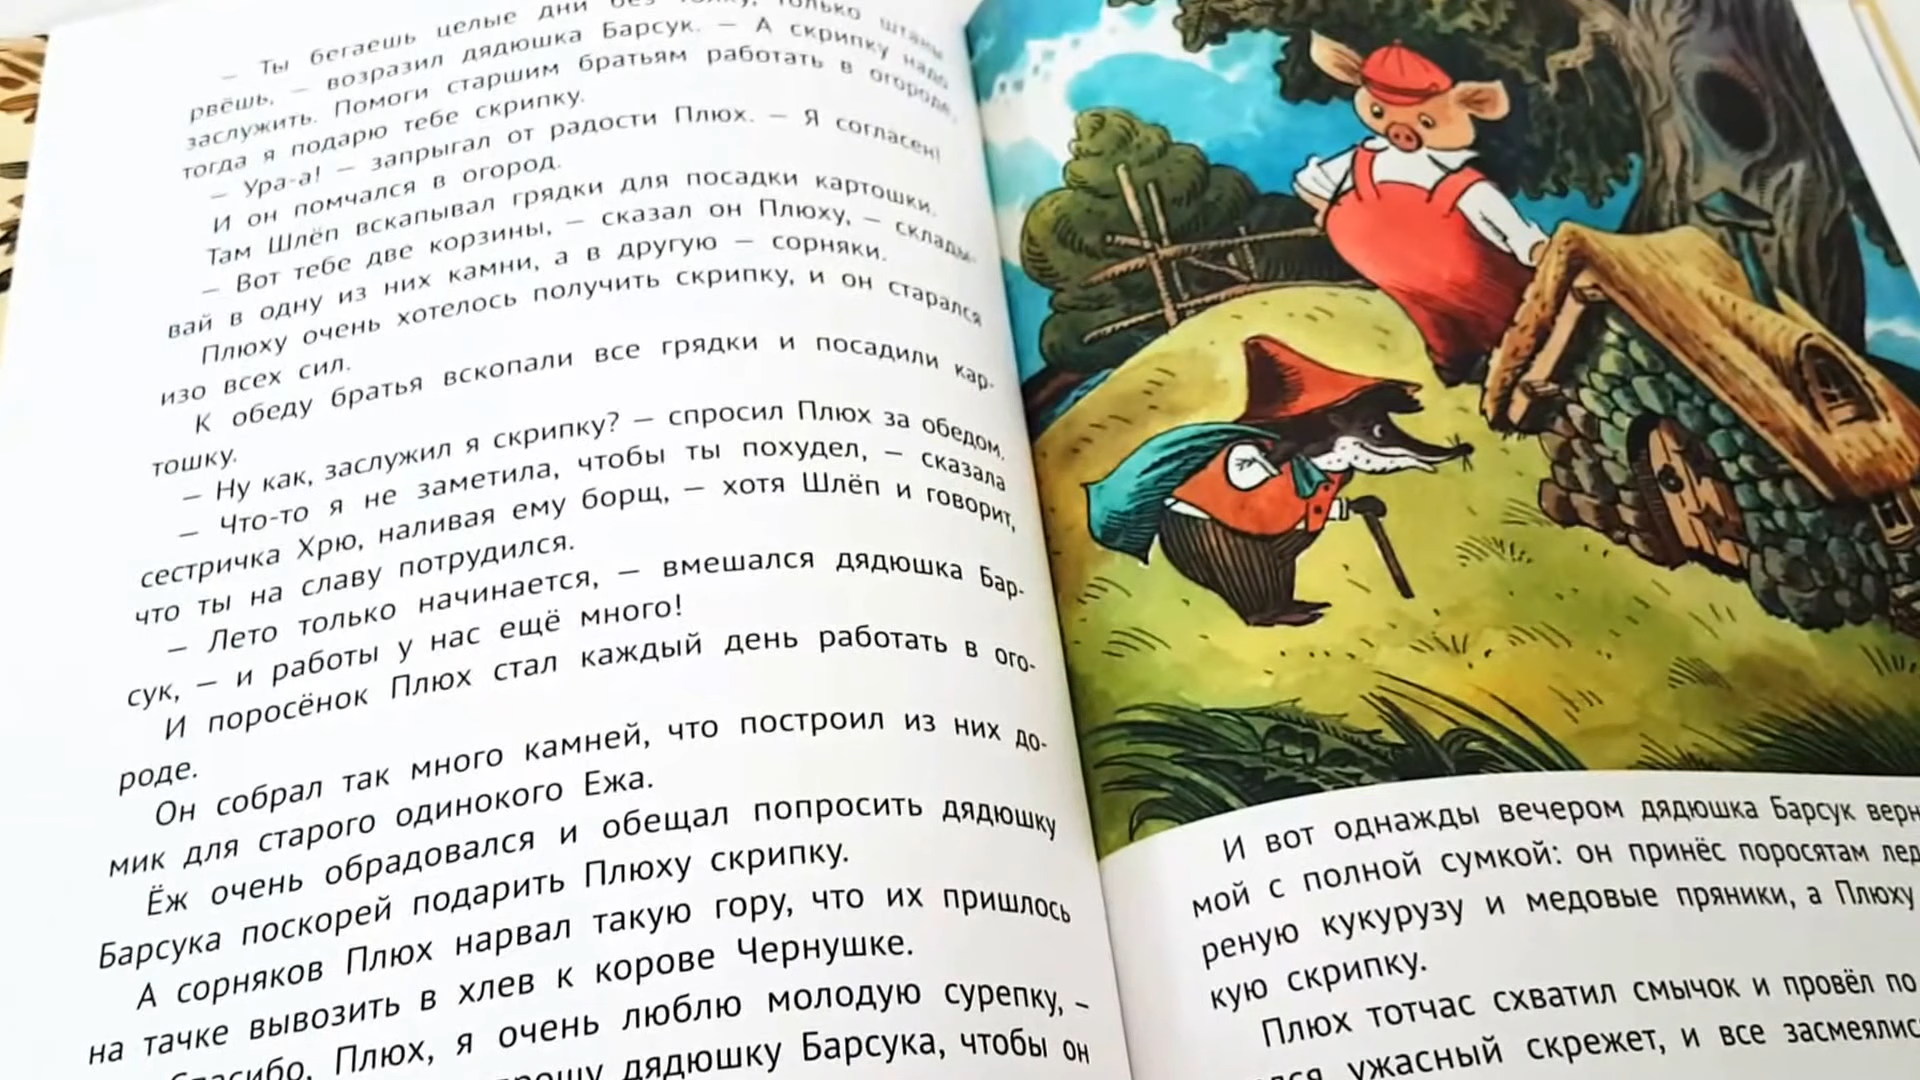 — Ты бегаешь целые дни без толку, только штаны
рвёшь, — возразил дядюшка Барсук. — А скрипку надо
заслужить. Помоги старшим братьям работать в огороде,
тогда я подарю тебе скрипку.
— Ура-а! — запрыгал от радости Плюх. — Я согласен!
И он помчался в огород.
Там Шлёп вскапывал грядки для посадки картошки.
— Вот тебе две корзины, — сказал он Плюху, — склады-
вай в одну из них камни, а в другую — сорняки.
Плюху очень хотелось получить скрипку, и он старался
изо всех сил.
К обеду братья вскопали все грядки и посадили кар-
тошку.
— Ну как, заслужил я скрипку? — спросил Плюх за обедом.
— Что-то я не заметила, чтобы ты похудел, — сказала
сестричка Хрю, наливая ему борщ, — хотя Шлёп и говорит,
что ты на славу потрудился.
— Лето только начинается, — вмешался дядюшка Бар-
сук, — и работы у нас ещё много!
И поросёнок Плюх стал каждый день работать в ого-
роде.
Он собрал так много камней, что построил из них до-
мик для старого одинокого Ежа.
Ёж очень обрадовался и обещал попросить дядюшку
Барсука поскорей подарить Плюху скрипку.
А сорняков Плюх нарвал такую гору, что их пришлось
на тачке вывозить в хлев к корове Чернушке.
Спасибо, Плюх, я очень люблю молодую сурепку, –
дядюшку Барсука, чтобы он
И вот однажды вечером дядюшка Барсук верн
мой с полной сумкой: он принёс поросятам лед
реную кукурузу и медовые пряники, а Плюху
кую скрипку.
Плюх тотчас схватил смычок и провёл по
ужасный скрежет, и все засмеялис